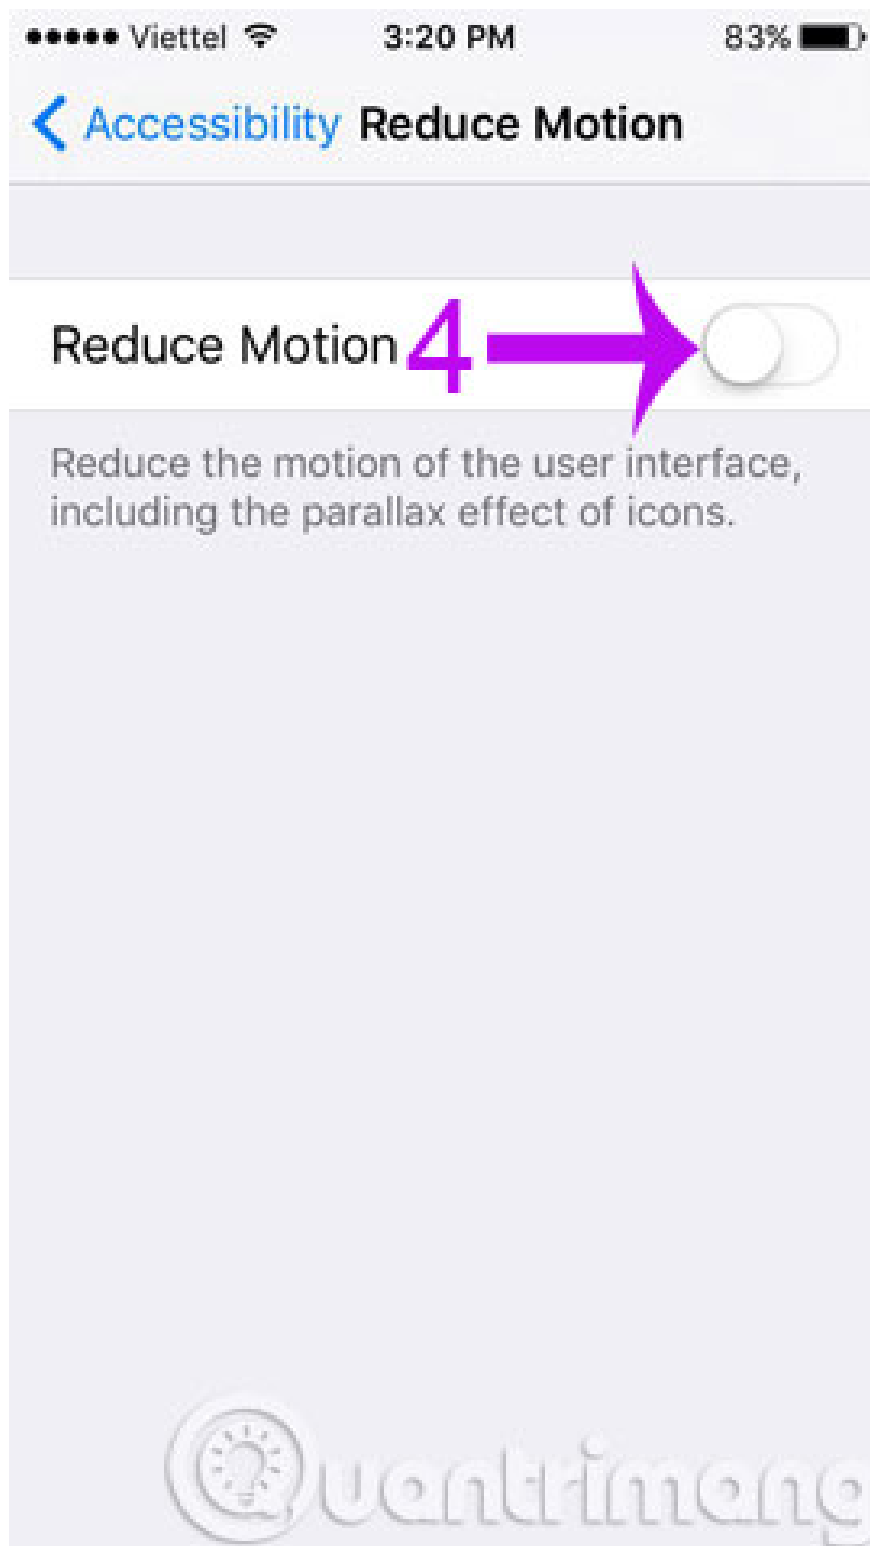 Viettel 3:20 PM 83%
Accessibility Reduce Motion
Reduce Motion 4
Reduce the motion of the user interface,
including the parallax effect of icons.
Quantrimang